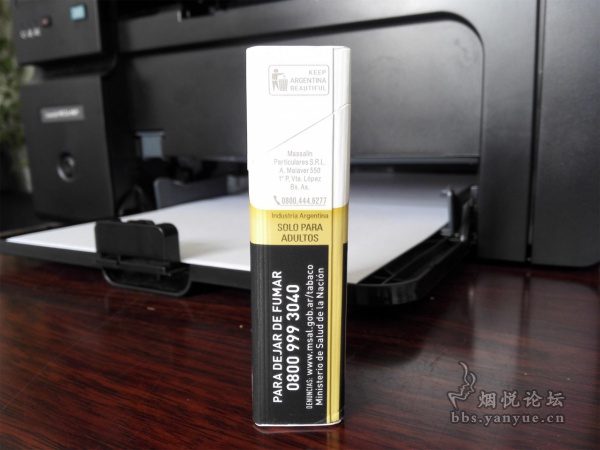 KEEP
ARGENTINA
BEAUTIFUL
Massalin
Particulares S.R.L.
A. Malaver 550
1° P. Vte. López
Bs. As.
0800.444.6277
Industria Argentina
SOLO PARA
ADULTOS
PARA DEJAR DE FUMAR
0800 999 3040
DENUNCIAS: www.msal.gob.ar/tabaco
Ministerio de Salud de la Nación
烟悦论坛
bbs.yanyue.cn